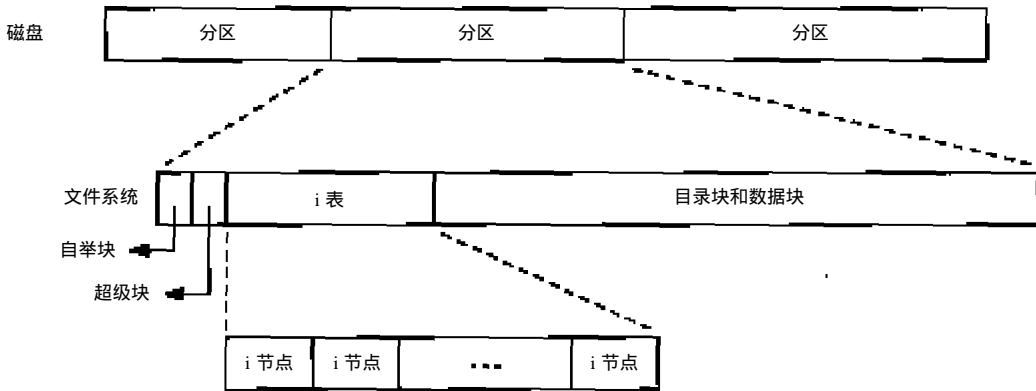 磁盘
分区
分区
分区
文件系统
i 表
目录块和数据块
自举块
超级块
i 节点
i 节点
...
i 节点